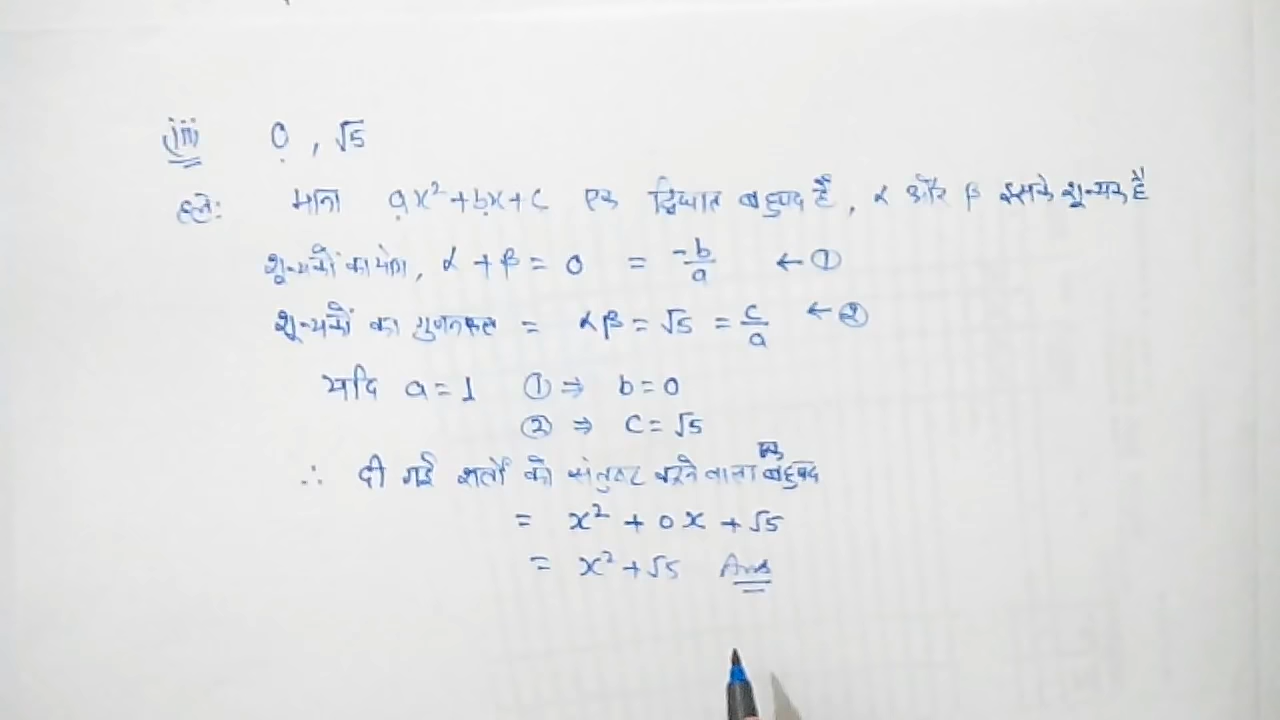 (iii) 0 , √5
हल: माना ax² + bx + c एक द्विघात बहुपद है, α और β इसके शून्यक है
शून्यकों का योग, α + β = 0 = -b/a ← ①
शून्यकों का गुणनफल = αβ = √5 = c/a ← ②
यदि a = 1 ① ⇒ b = 0
② ⇒ c = √5
∴ दी गई शर्तों को संतुष्ट करने वाला एक बहुपद
= x² + 0x + √5
= x² + √5 Ans